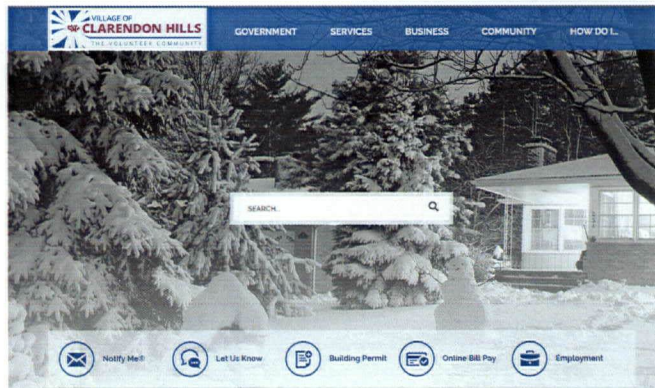 VILLAGE OF
CLARENDON HILLS
THE VOLUNTEER COMMUNITY
GOVERNMENT SERVICES BUSINESS COMMUNITY HOW DO I...
SEARCH...
Notify Me® Let Us Know Building Permit Online Bill Pay Employment